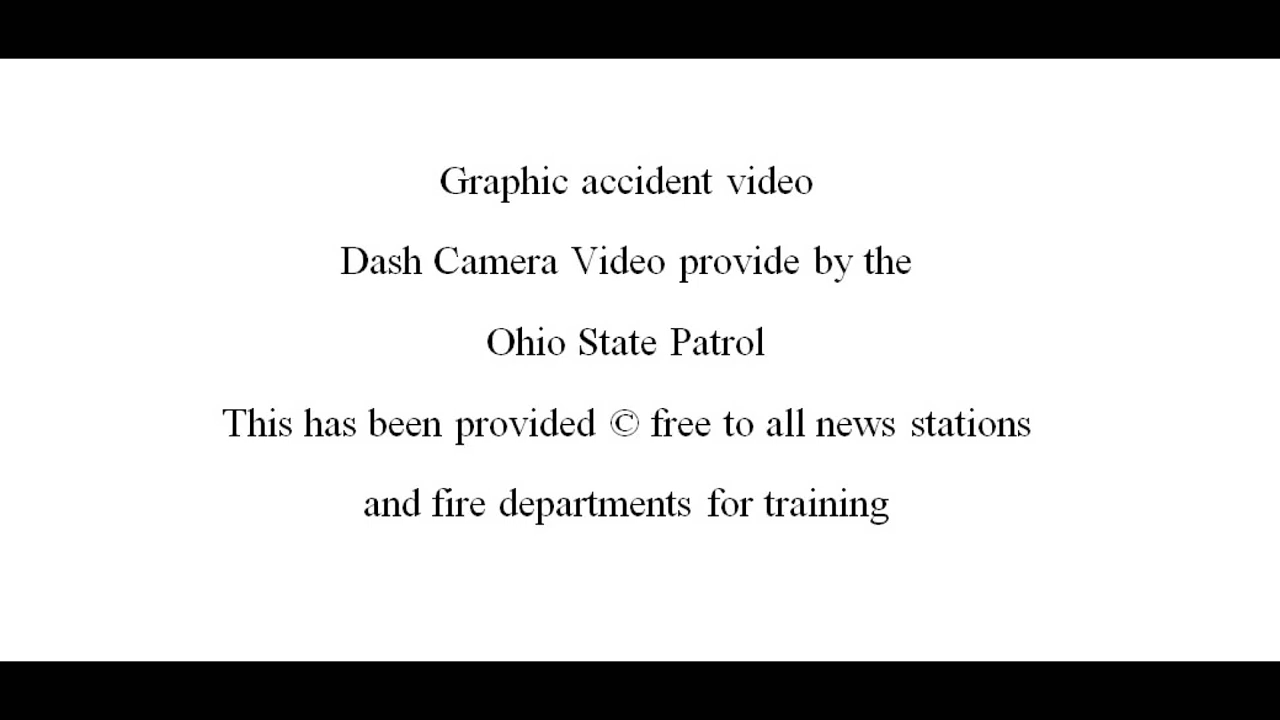 Graphic accident video
Dash Camera Video provide by the
Ohio State Patrol
This has been provided © free to all news stations
and fire departments for training